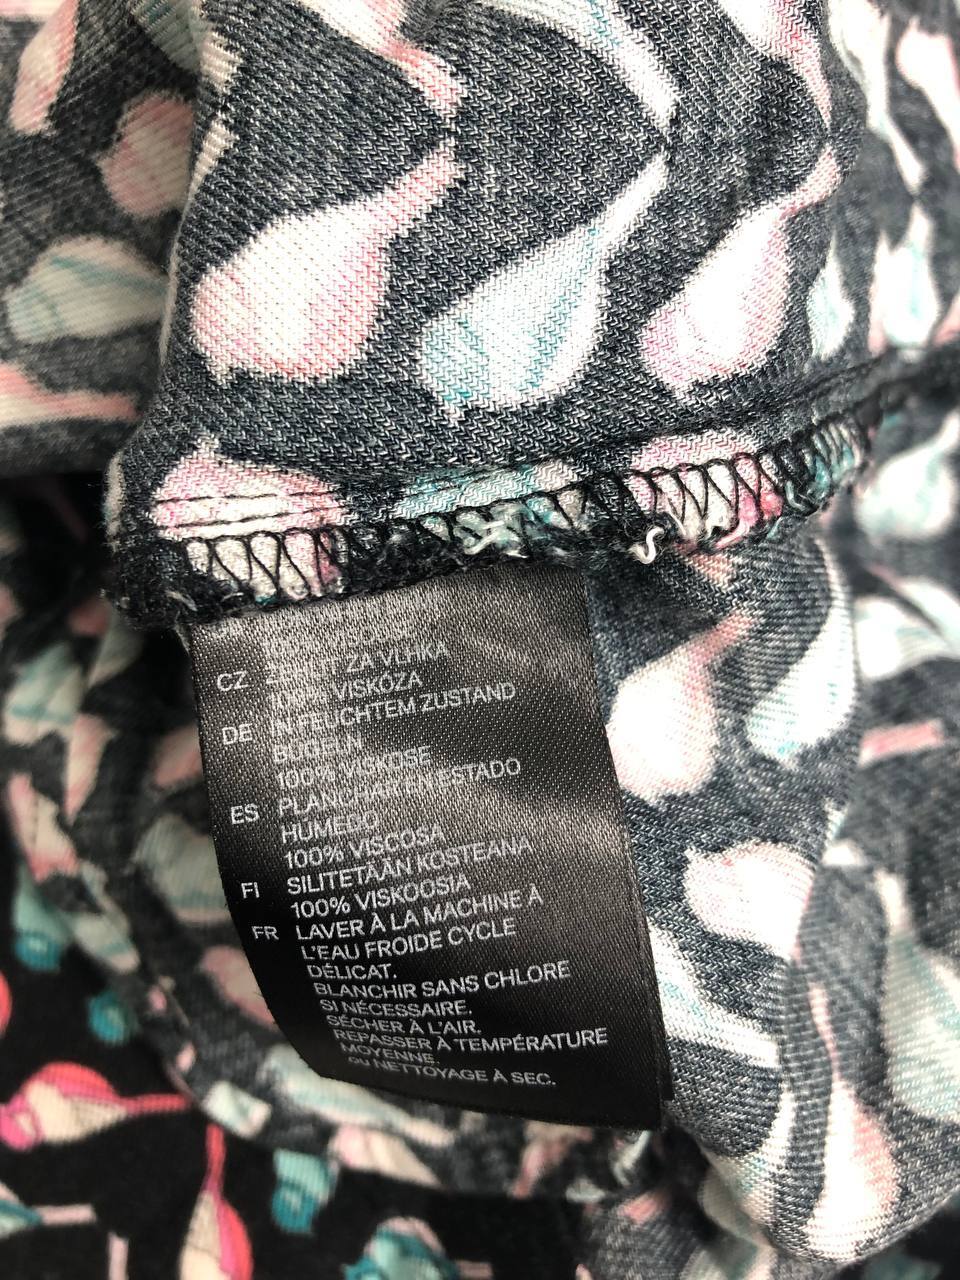 CZ ŽEHLIT ZA VLHKA
100% VISKÓZA
DE IN FEUCHTEM ZUSTAND
BÜGELN
100% VISKOSE
ES PLANCHAR EN ESTADO
HUMEDO
100% VISCOSA
FI SILITETÄÄN KOSTEANA
100% VISKOOSIA
FR LAVER À LA MACHINE À
L'EAU FROIDE CYCLE
DÉLICAT.
BLANCHIR SANS CHLORE
SI NÉCESSAIRE.
SÉCHER À L'AIR.
REPASSER À TEMPÉRATURE
MOYENNE.
OU NETTOYAGE À SEC.